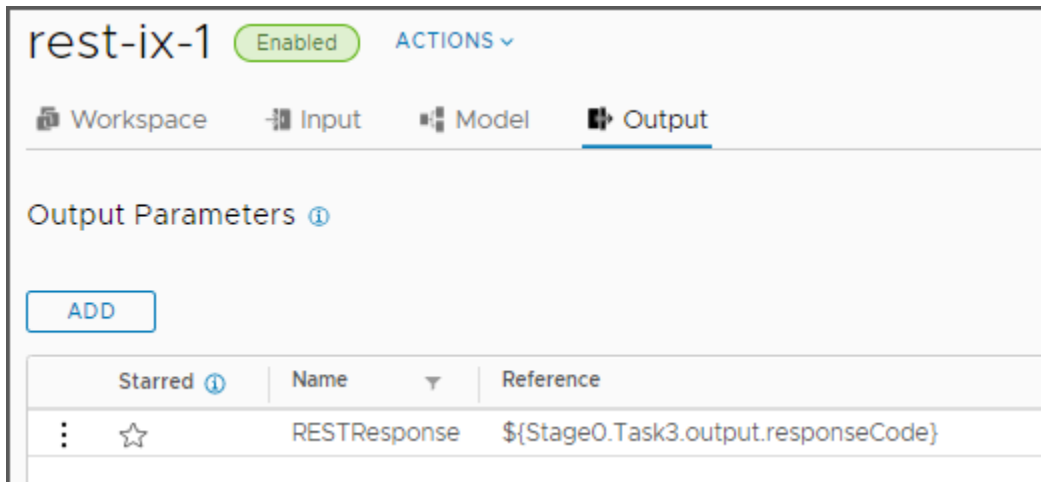 rest-ix-1 Enabled ACTIONS
Workspace Input Model Output
Output Parameters
ADD
Starred Name Reference
RESTResponse ${Stage0.Task3.output.responseCode}